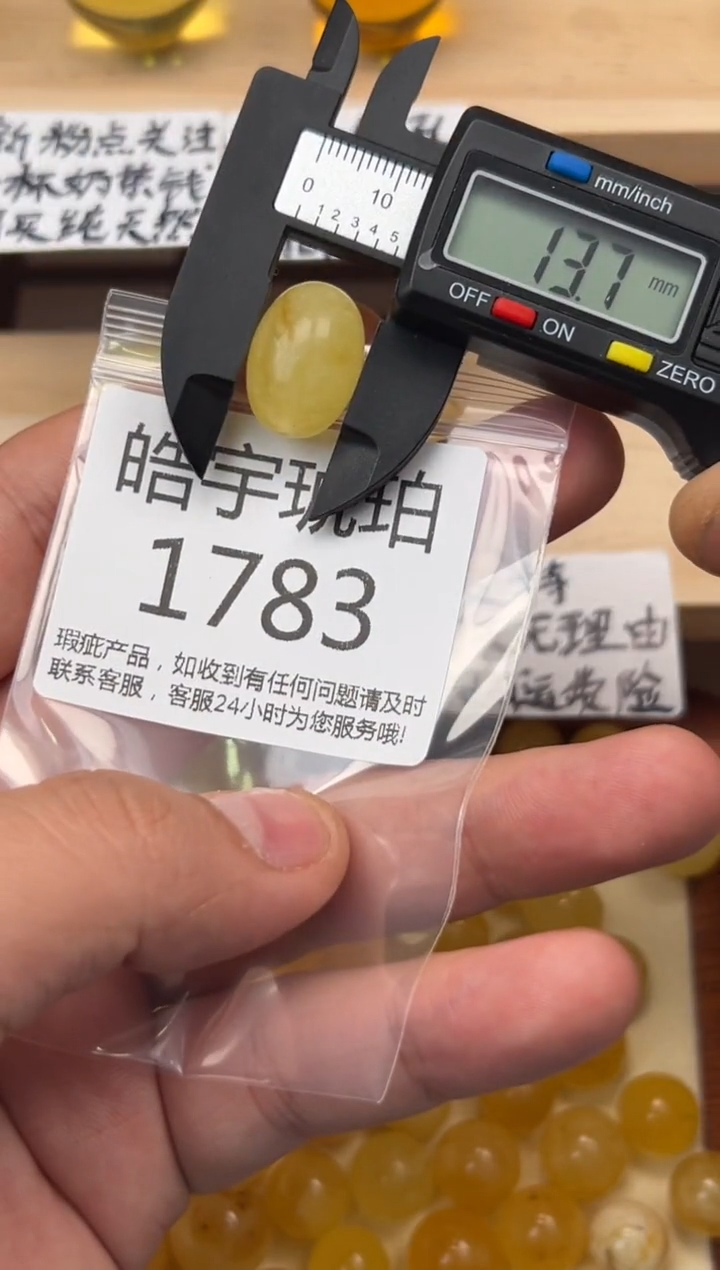 新粉点关注
杯奶茶钱
纯天然
0 10
1 2 3 4 5
mm/inch
13.7 mm
OFF ON
ZERO
皓宇琥珀
1783
瑕疵产品，如收到有任何问题请及时
联系客服，客服24小时为您服务哦!
无理由
运费险